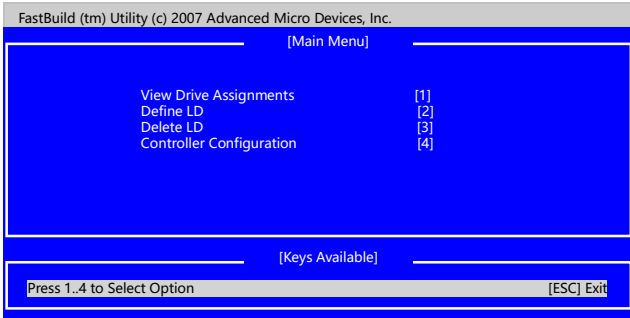 FastBuild (tm) Utility (c) 2007 Advanced Micro Devices, Inc.
[Main Menu]
View Drive Assignments [1]
Define LD [2]
Delete LD [3]
Controller Configuration [4]
[Keys Available]
Press 1..4 to Select Option [ESC] Exit